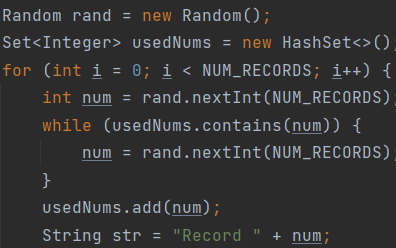 Random rand = new Random();
Set<Integer> usedNums = new HashSet<>();
for (int i = 0; i < NUM_RECORDS; i++) {
    int num = rand.nextInt(NUM_RECORDS);
    while (usedNums.contains(num)) {
        num = rand.nextInt(NUM_RECORDS);
    }
    usedNums.add(num);
    String str = "Record " + num;